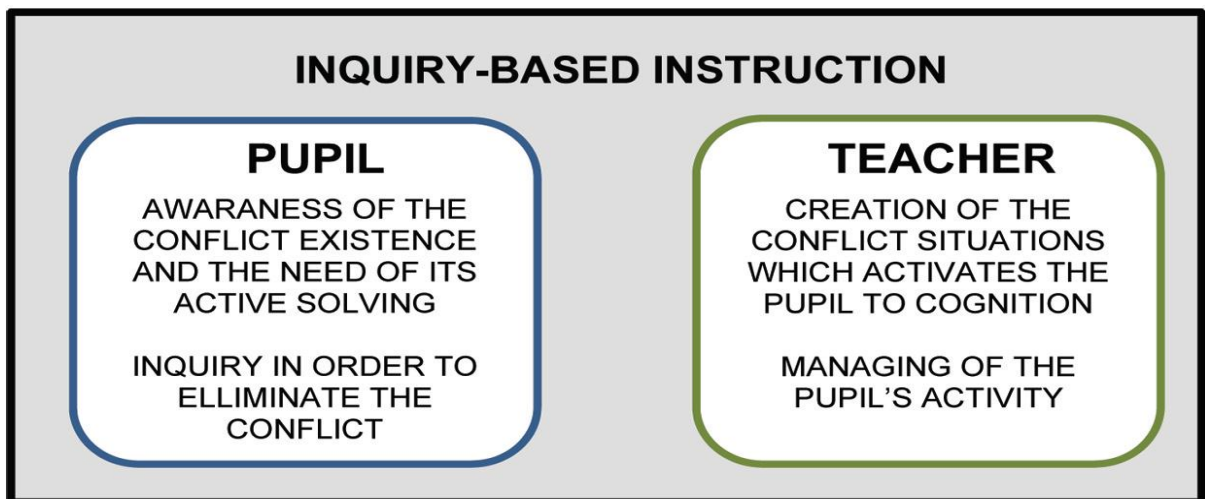 INQUIRY-BASED INSTRUCTION
PUPIL
AWARANESS OF THE
CONFLICT EXISTENCE
AND THE NEED OF ITS
ACTIVE SOLVING
INQUIRY IN ORDER TO
ELLIMINATE THE
CONFLICT
TEACHER
CREATION OF THE
CONFLICT SITUATIONS
WHICH ACTIVATES THE
PUPIL TO COGNITION
MANAGING OF THE
PUPIL'S ACTIVITY